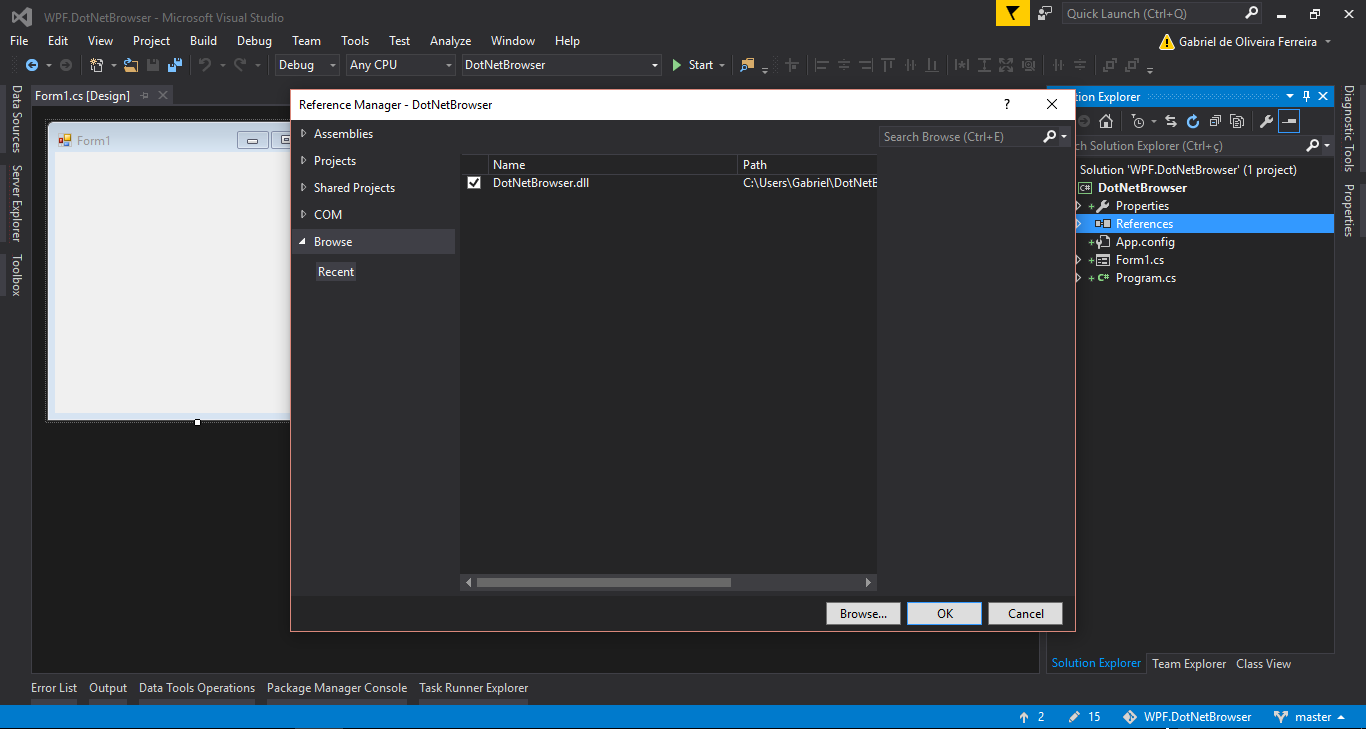 WPF.DotNetBrowser - Microsoft Visual Studio
Quick Launch (Ctrl+Q)
File Edit View Project Build Debug Team Tools Test Analyze Window Help
Gabriel de Oliveira Ferreira
Debug Any CPU DotNetBrowser Start
Data Sources
Server Explorer
Toolbox
Form1.cs [Design]
Form1
Reference Manager - DotNetBrowser
?
Assemblies
Projects
Shared Projects
COM
Browse
Recent
Search Browse (Ctrl+E)
Name Path
DotNetBrowser.dll C:\Users\Gabriel\DotNetB
Browse... OK Cancel
tion Explorer
ch Solution Explorer (Ctrl+ç)
Solution 'WPF.DotNetBrowser' (1 project)
C# DotNetBrowser
Properties
References
App.config
Form1.cs
C# Program.cs
Solution Explorer Team Explorer Class View
Diagnostic Tools
Properties
Error List Output Data Tools Operations Package Manager Console Task Runner Explorer
2 15 WPF.DotNetBrowser master